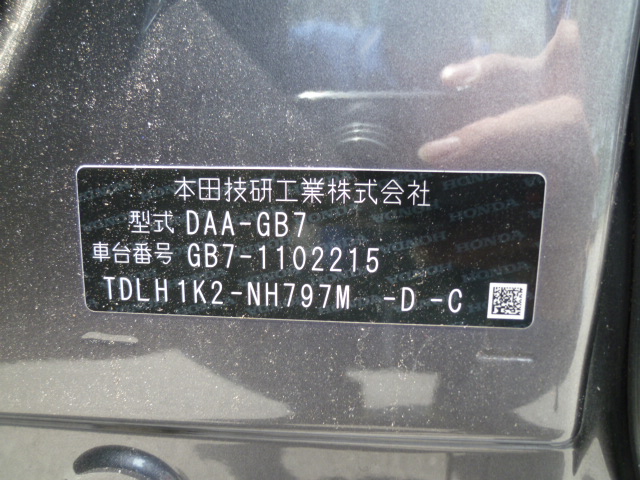 本田技研工業株式会社
型式 DAA-GB7
車台番号 GB7-1102215
TDLH1K2-NH797M -D-C